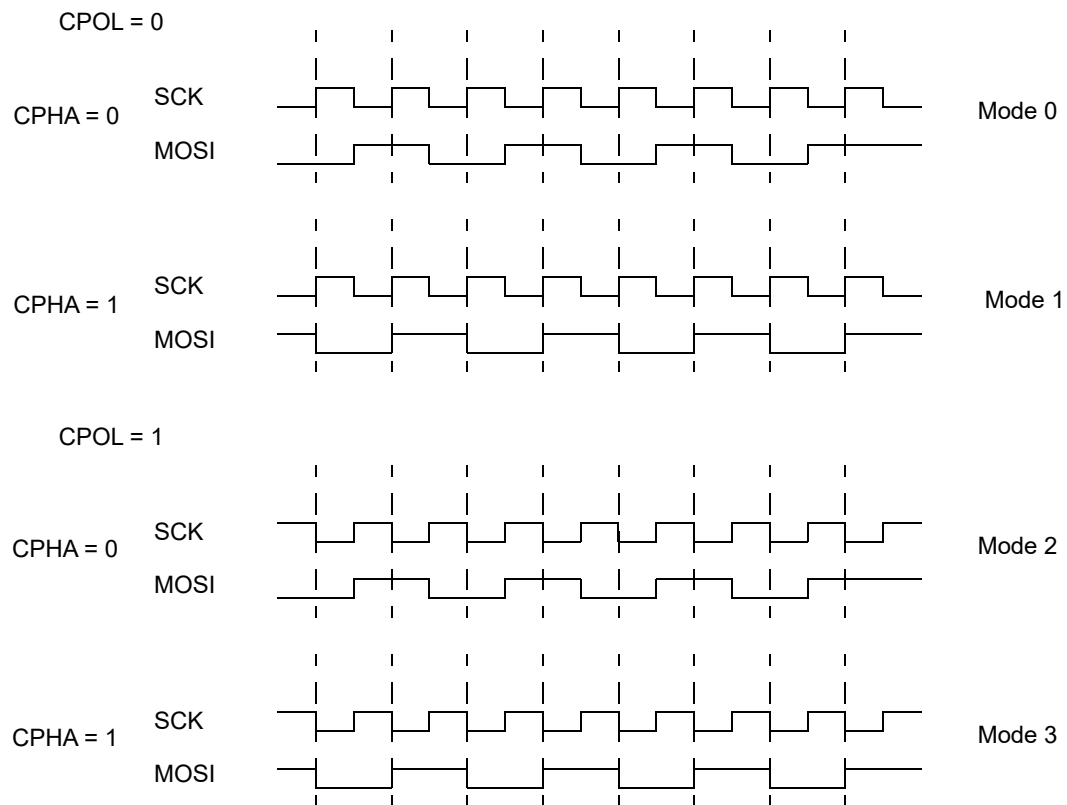 CPOL = 0
SCK
CPHA = 0
Mode 0
MOSI
SCK
CPHA = 1
Mode 1
MOSI
CPOL = 1
SCK
CPHA = 0
Mode 2
MOSI
SCK
CPHA = 1
Mode 3
MOSI